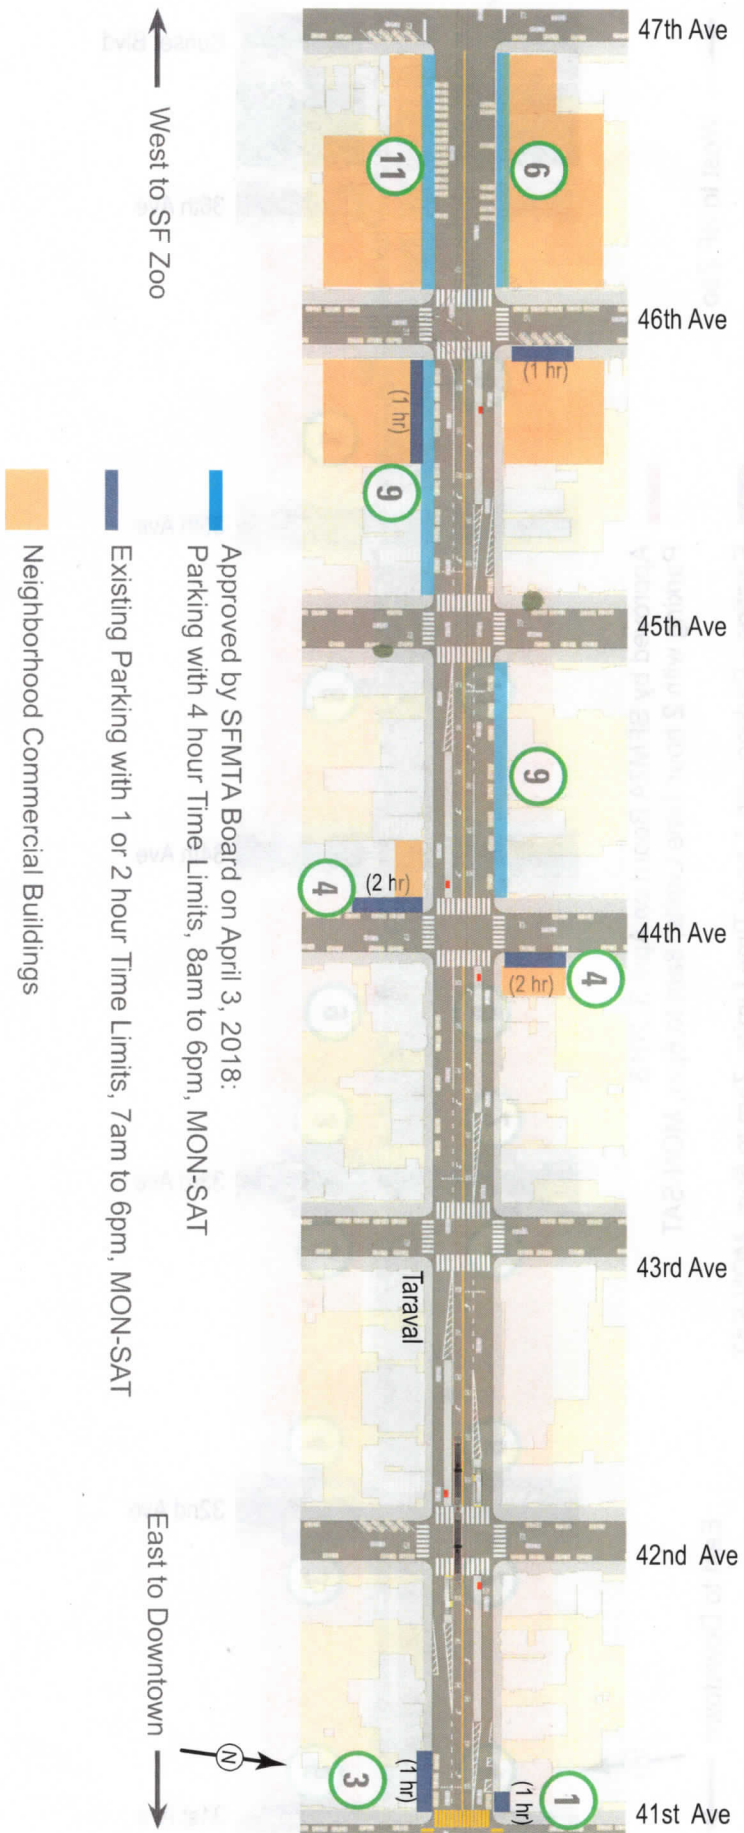 47th Ave
6
11
46th Ave
(1 hr)
(1 hr)
9
45th Ave
9
(2 hr)
4
44th Ave
(2 hr)
4
43rd Ave
Taraval
42nd Ave
(1 hr)
1
(1 hr)
3
41st Ave
West to SF Zoo
East to Downtown
N
Approved by SFMTA Board on April 3, 2018:
Parking with 4 hour Time Limits, 8am to 6pm, MON-SAT
Existing Parking with 1 or 2 hour Time Limits, 7am to 6pm, MON-SAT
Neighborhood Commercial Buildings